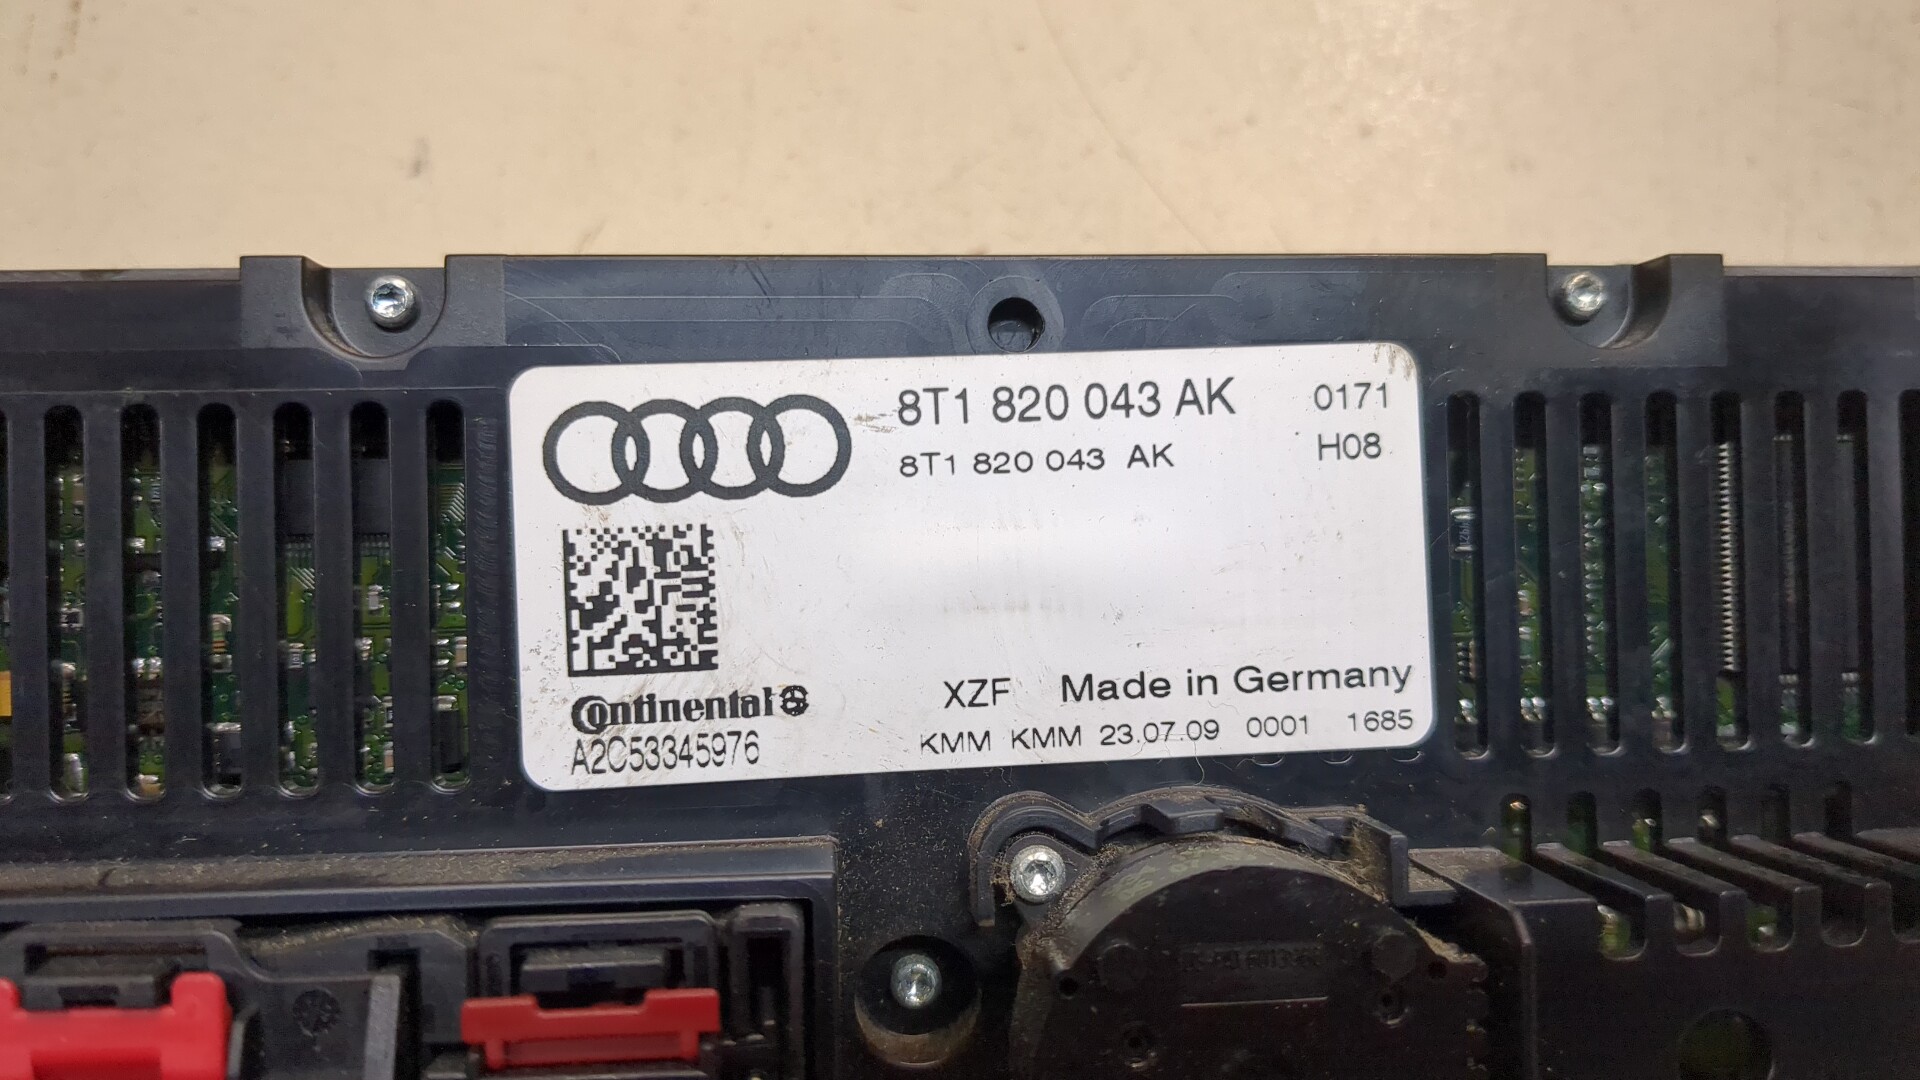 8T1 820 043 AK 0171
8T1 820 043 AK H08
Continental
A2C53345976
XZF Made in Germany
KMM KMM 23.07.09 0001 1685